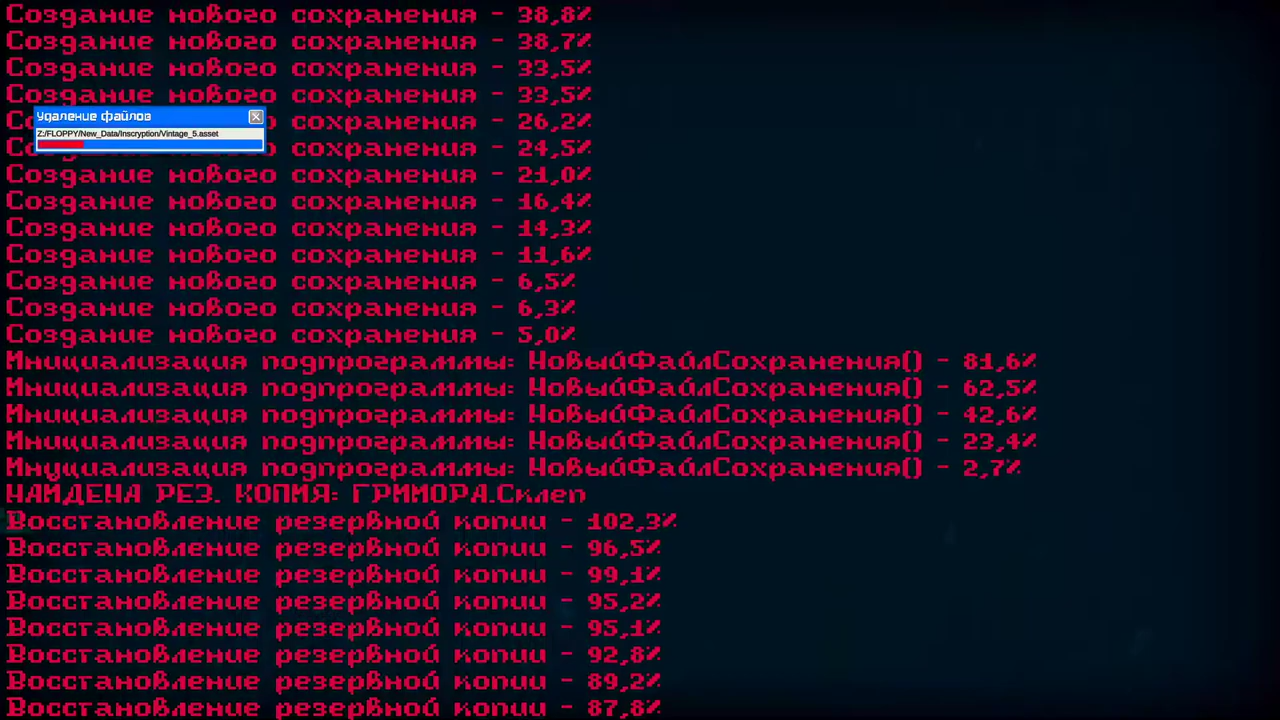 Создание нового сохранения - 38,8%
Создание нового сохранения - 38,7%
Создание нового сохранения - 33,5%
Создание нового сохранения - 33,5%
Удаление файлов
Z:/FLOPPY/New_Data/Inscryption/Vintage_5.asset
Создание нового сохранения - 26,2%
Создание нового сохранения - 24,5%
Создание нового сохранения - 21,0%
Создание нового сохранения - 16,4%
Создание нового сохранения - 14,3%
Создание нового сохранения - 11,6%
Создание нового сохранения - 6,5%
Создание нового сохранения - 6,3%
Создание нового сохранения - 5,0%
Инициализация подпрограммы: НовыйФайлСохранения() - 81,6%
Инициализация подпрограммы: НовыйФайлСохранения() - 62,5%
Инициализация подпрограммы: НовыйФайлСохранения() - 42,6%
Инициализация подпрограммы: НовыйФайлСохранения() - 23,4%
Инициализация подпрограммы: НовыйФайлСохранения() - 2,7%
НАЙДЕНА РЕЗ. КОПИЯ: ГРИМОРА.Склеп
Восстановление резервной копии - 102,3%
Восстановление резервной копии - 96,5%
Восстановление резервной копии - 99,1%
Восстановление резервной копии - 95,2%
Восстановление резервной копии - 95,1%
Восстановление резервной копии - 92,8%
Восстановление резервной копии - 89,2%
Восстановление резервной копии - 87,8%